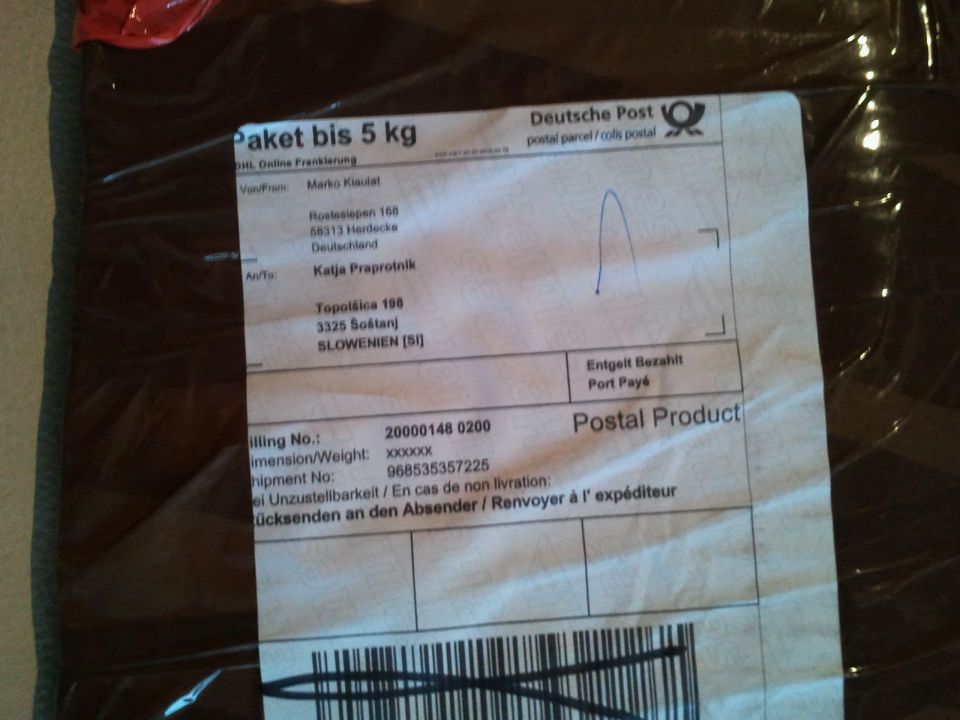 Paket bis 5 kg
Deutsche Post
postal parcel / colis postal
DHL Online Frankierung
Von/From: Marko Kiaulat
168
58313 Herdecke
Deutschland
An/To: Katja Praprotnik
Topolšica 198
3325 Šoštanj
SLOWENIEN [SI]
Entgelt Bezahlt
Port Payé
Postal Product
illing No.: 20000148 0200
imension/Weight: xxxxxx
hipment No: 968535357225
ei Unzustellbarkeit / En cas de non livration:
ücksenden an den Absender / Renvoyer à l' expéditeur